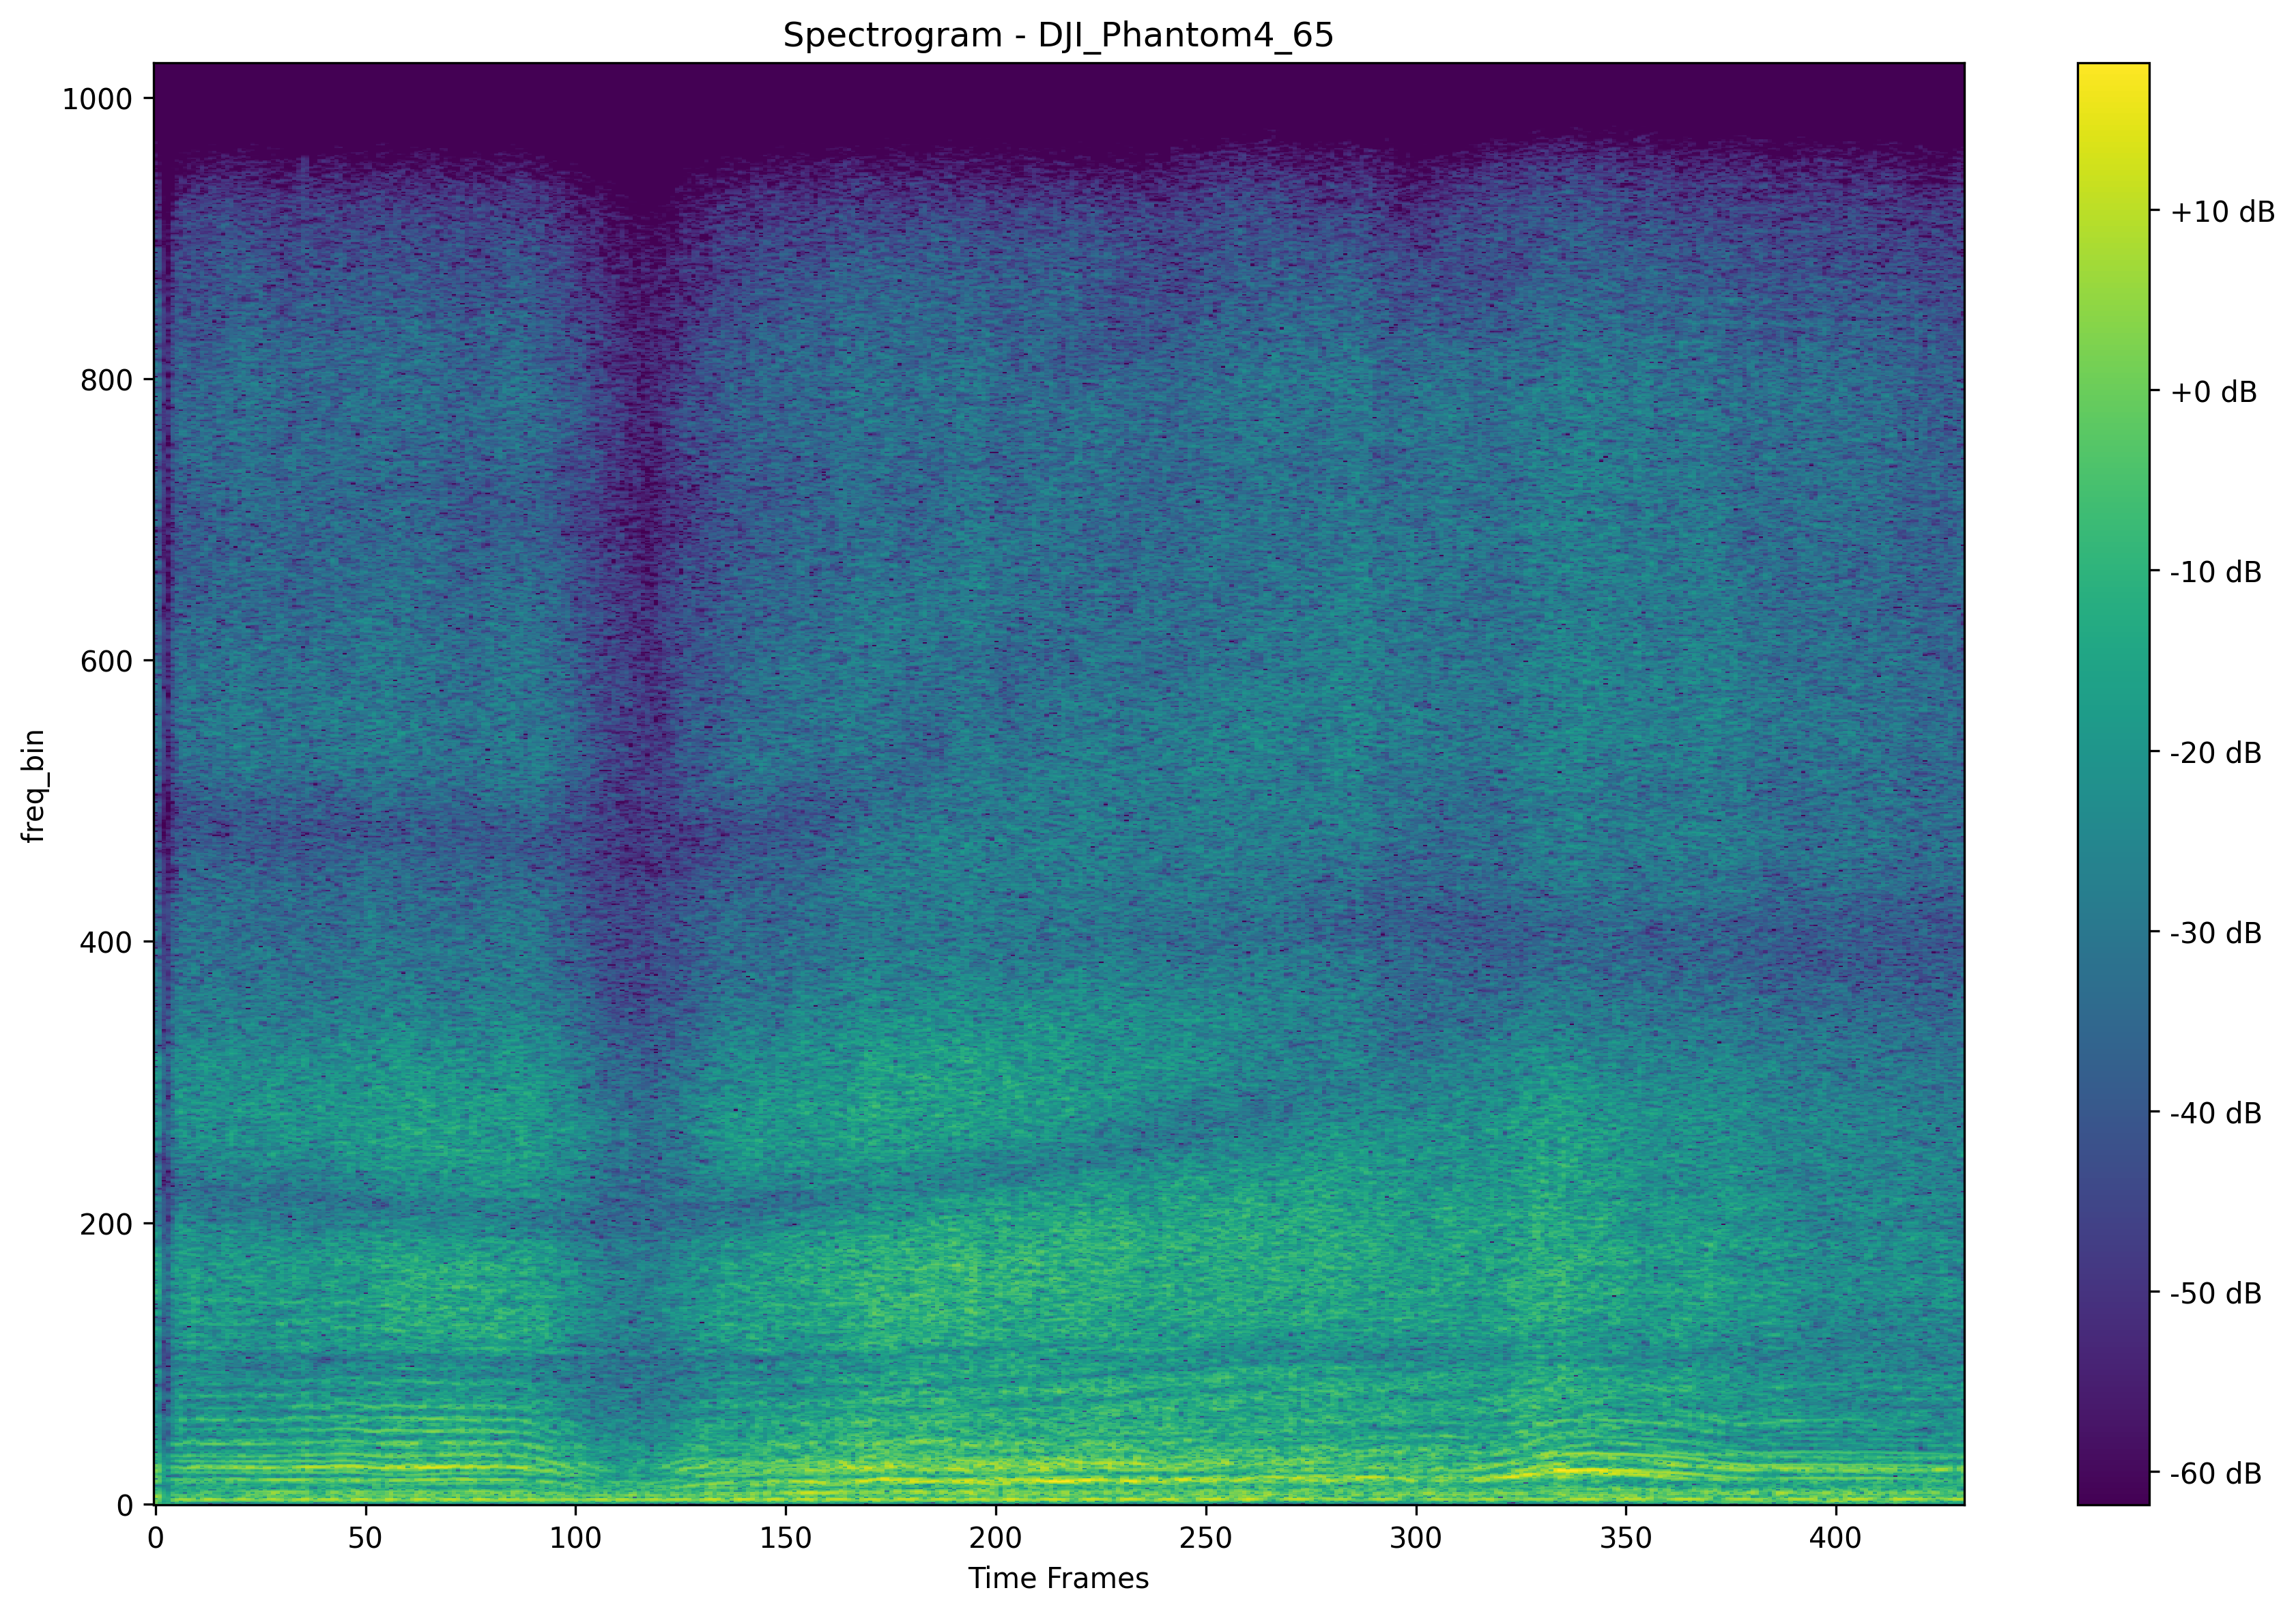 Spectrogram - DJI_Phantom4_65
freq_bin
1000
800
600
400
200
0
0 50 100 150 200 250 300 350 400
Time Frames
+10 dB
+0 dB
-10 dB
-20 dB
-30 dB
-40 dB
-50 dB
-60 dB